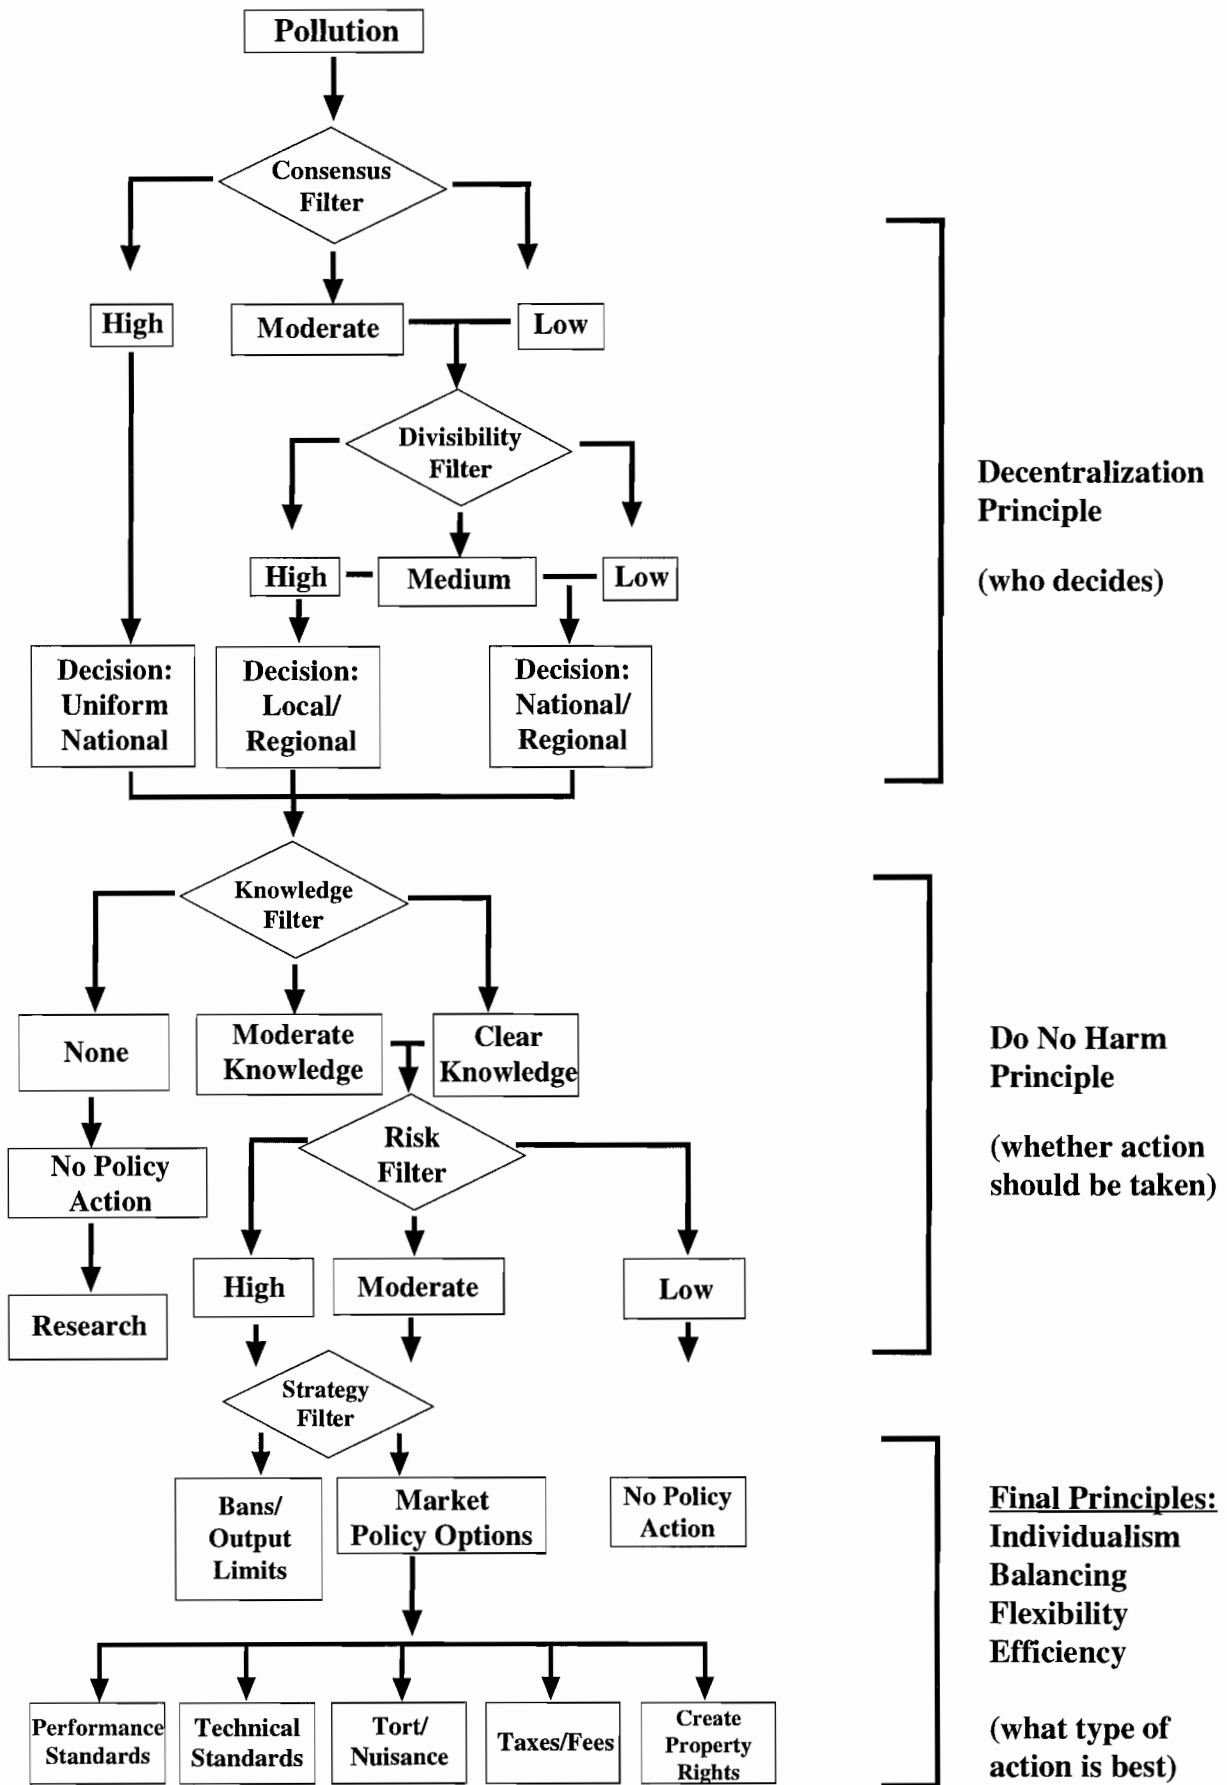 Pollution
Consensus
Filter
High
Moderate
Low
Divisibility
Filter
High
Medium
Low
Decision:
Uniform
National
Decision:
Local/
Regional
Decision:
National/
Regional
Decentralization
Principle
(who decides)
Knowledge
Filter
None
Moderate
Knowledge
Clear
Knowledge
No Policy
Action
Research
Risk
Filter
High
Moderate
Low
Do No Harm
Principle
(whether action
should be taken)
Strategy
Filter
Bans/
Output
Limits
Market
Policy Options
No Policy
Action
Performance
Standards
Technical
Standards
Tort/
Nuisance
Taxes/Fees
Create
Property
Rights
Final Principles:
Individualism
Balancing
Flexibility
Efficiency
(what type of
action is best)